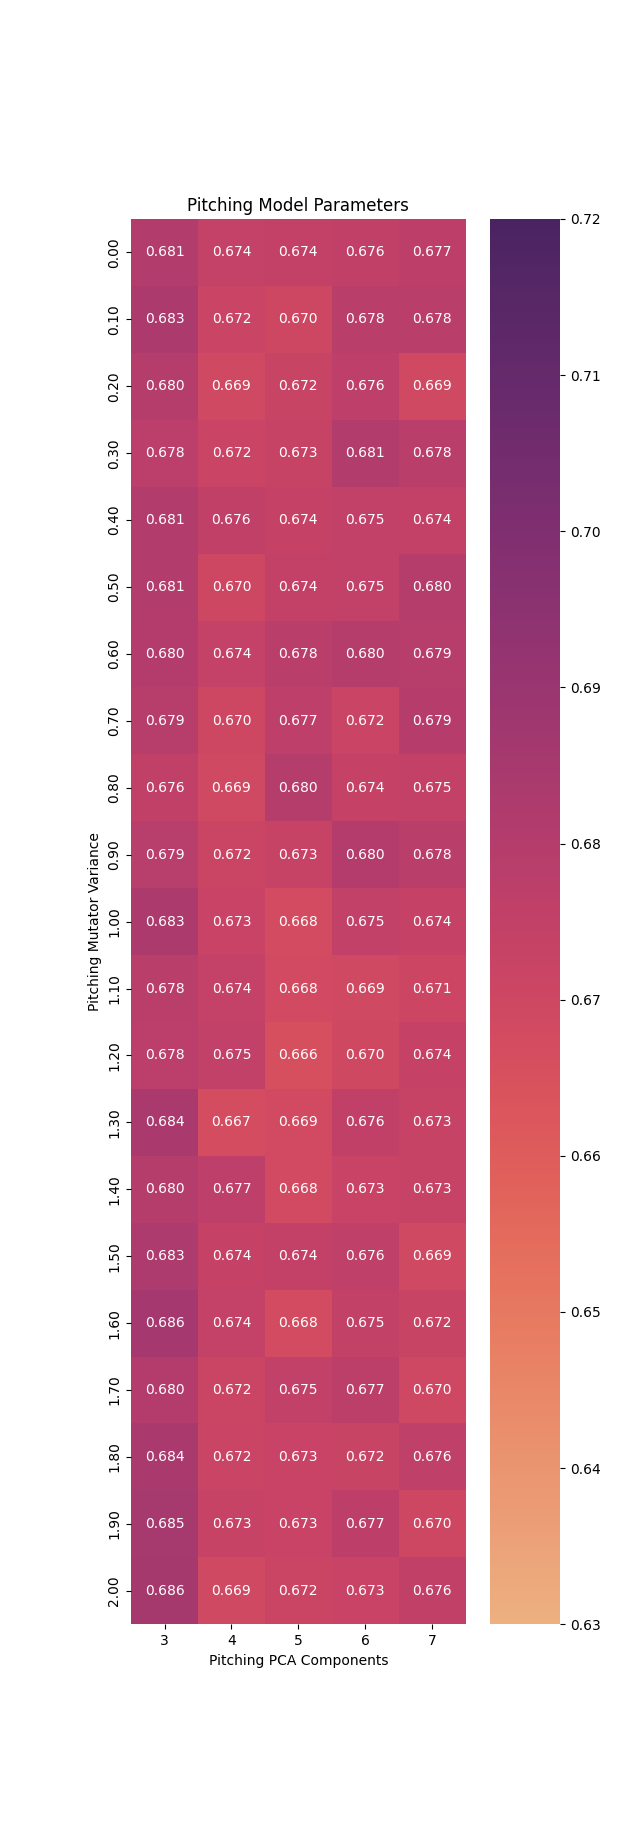 Pitching Model Parameters
0.00 0.681 0.674 0.674 0.676 0.677
0.10 0.683 0.672 0.670 0.678 0.678
0.20 0.680 0.669 0.672 0.676 0.669
0.30 0.678 0.672 0.673 0.681 0.678
0.40 0.681 0.676 0.674 0.675 0.674
0.50 0.681 0.670 0.674 0.675 0.680
0.60 0.680 0.674 0.678 0.680 0.679
0.70 0.679 0.670 0.677 0.672 0.679
0.80 0.676 0.669 0.680 0.674 0.675
0.90 0.679 0.672 0.673 0.680 0.678
1.00 0.683 0.673 0.668 0.675 0.674
1.10 0.678 0.674 0.668 0.669 0.671
1.20 0.678 0.675 0.666 0.670 0.674
1.30 0.684 0.667 0.669 0.676 0.673
1.40 0.680 0.677 0.668 0.673 0.673
1.50 0.683 0.674 0.674 0.676 0.669
1.60 0.686 0.674 0.668 0.675 0.672
1.70 0.680 0.672 0.675 0.677 0.670
1.80 0.684 0.672 0.673 0.672 0.676
1.90 0.685 0.673 0.673 0.677 0.670
2.00 0.686 0.669 0.672 0.673 0.676
3 4 5 6 7
Pitching PCA Components
Pitching Mutator Variance
0.72
0.71
0.70
0.69
0.68
0.67
0.66
0.65
0.64
0.63